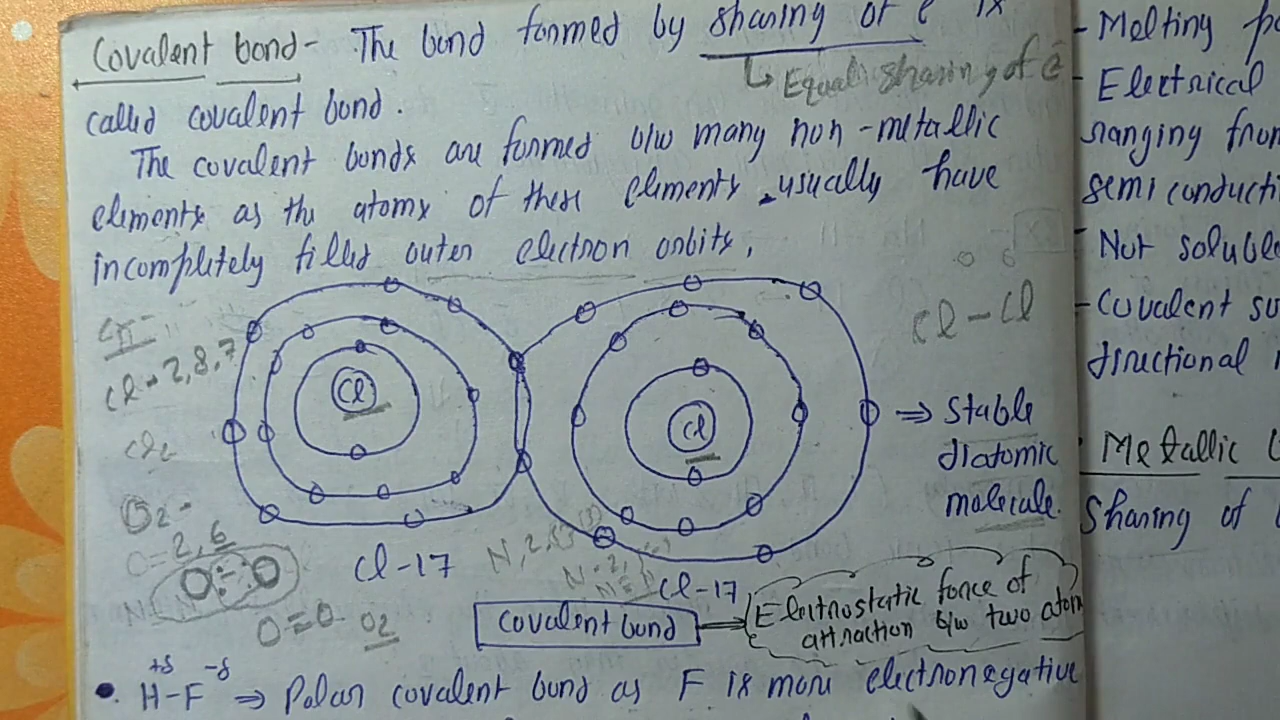 Covalent bond - The bond formed by sharing of e⁻ is
↳ Equal sharing of e⁻
called covalent bond.
The covalent bonds are formed b/w many non-metallic
elements as the atoms of these elements usually have
incompletely filled outer electron orbits,
Cl - 2,8,7
Cl
Cl
Cl - Cl
⇒ Stable
diatomic
molecule.
O2 -
O = 2, 6
O = O - O2
Cl-17
Cl-17
Covalent bond → Electrostatic force of
attraction b/w two atom
+δ -δ
• H-F ⇒ Polar covalent bond as F is more electronegative
- Melting
- Electrical
ranging from
semi conducti
- Not soluble
- Covalent
directional
• Metallic
Sharing of